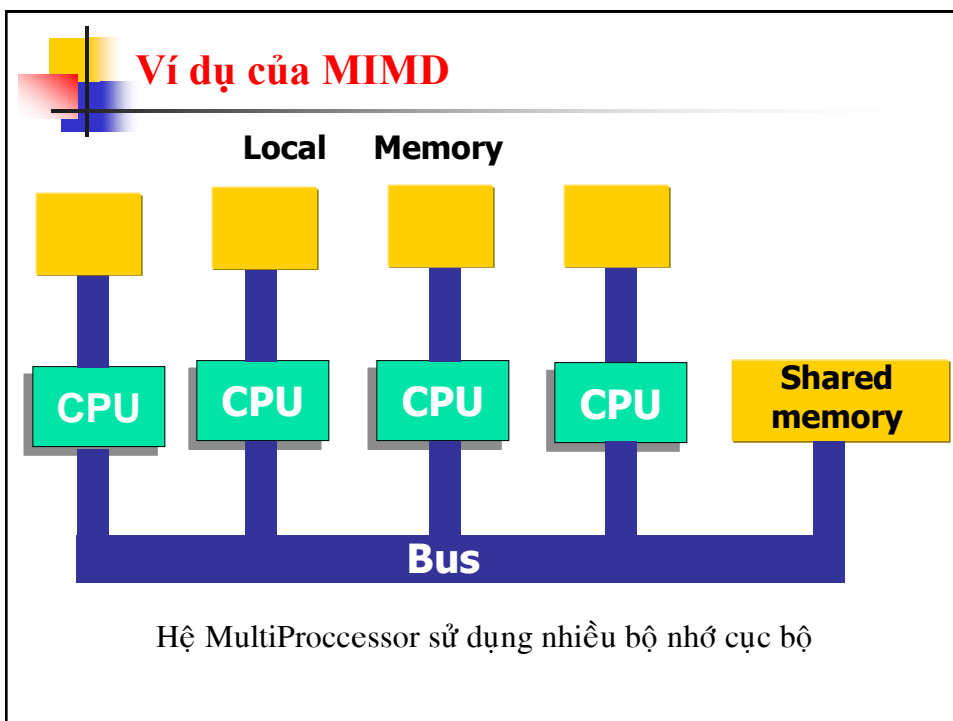 Ví dụ của MIMD
Local Memory
CPU CPU CPU CPU
Shared
memory
Bus
Hệ MultiProccessor sử dụng nhiều bộ nhớ cục bộ